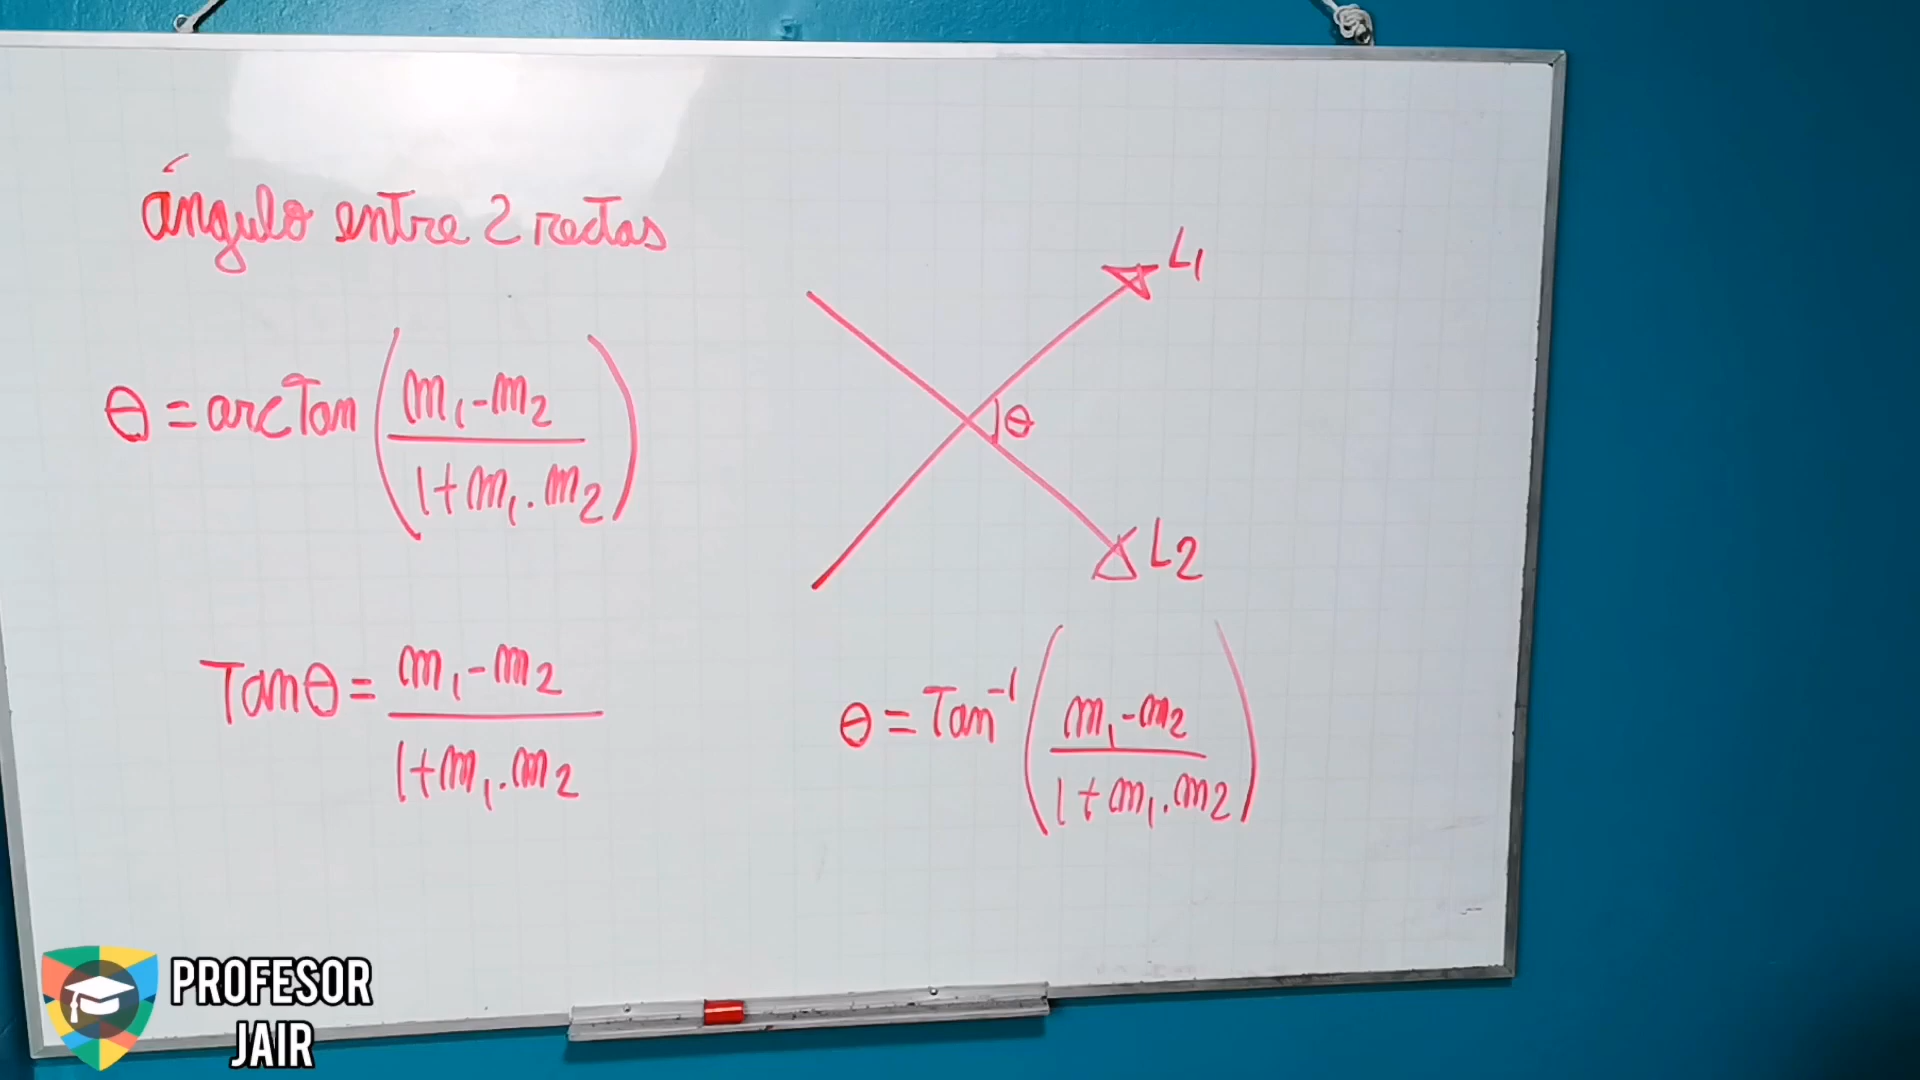 ángulo entre 2 rectas
θ = arcTan (m₁-m₂ / 1+m₁.m₂)
L1
θ
L2
Tanθ = m₁-m₂ / 1+m₁.m₂
θ = Tan⁻¹ (m₁-m₂ / 1+m₁.m₂)
PROFESOR
JAIR